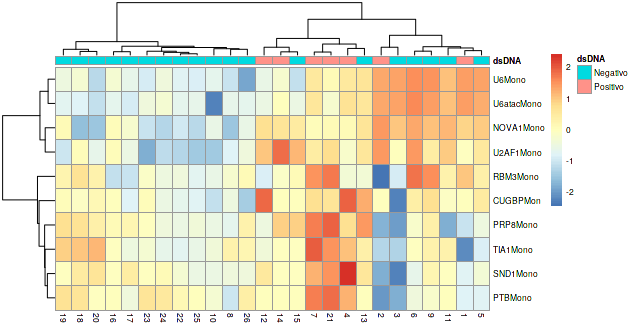 dsDNA
U6Mono
U6atacMono
NOVA1Mono
U2AF1Mono
RBM3Mono
CUGBPMon
PRP8Mono
TIA1Mono
SND1Mono
PTBMono
19 18 20 16 17 23 24 22 25 10 8 26 12 14 15 7 21 4 13 2 3 6 9 11 1 5
2
1
0
-1
-2
dsDNA
Negativo
Positivo